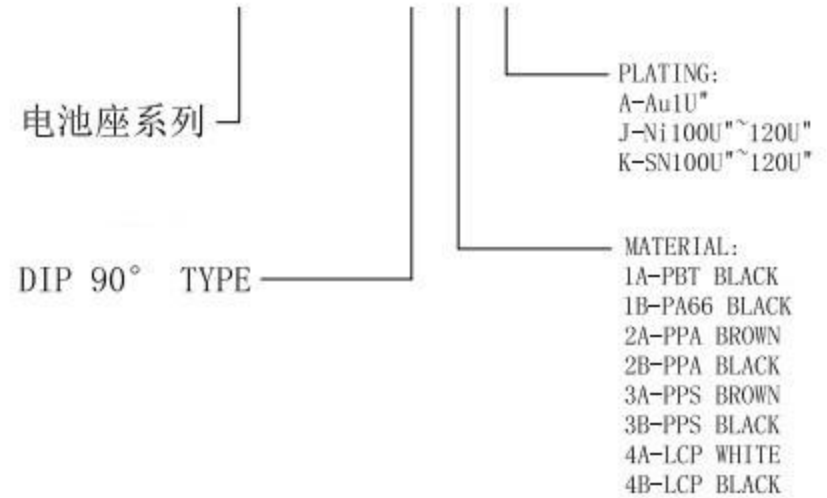 电池座系列
DIP 90° TYPE
PLATING:
A-Au1U"
J-Ni100U"~120U"
K-SN100U"~120U"
MATERIAL:
1A-PBT BLACK
1B-PA66 BLACK
2A-PPA BROWN
2B-PPA BLACK
3A-PPS BROWN
3B-PPS BLACK
4A-LCP WHITE
4B-LCP BLACK